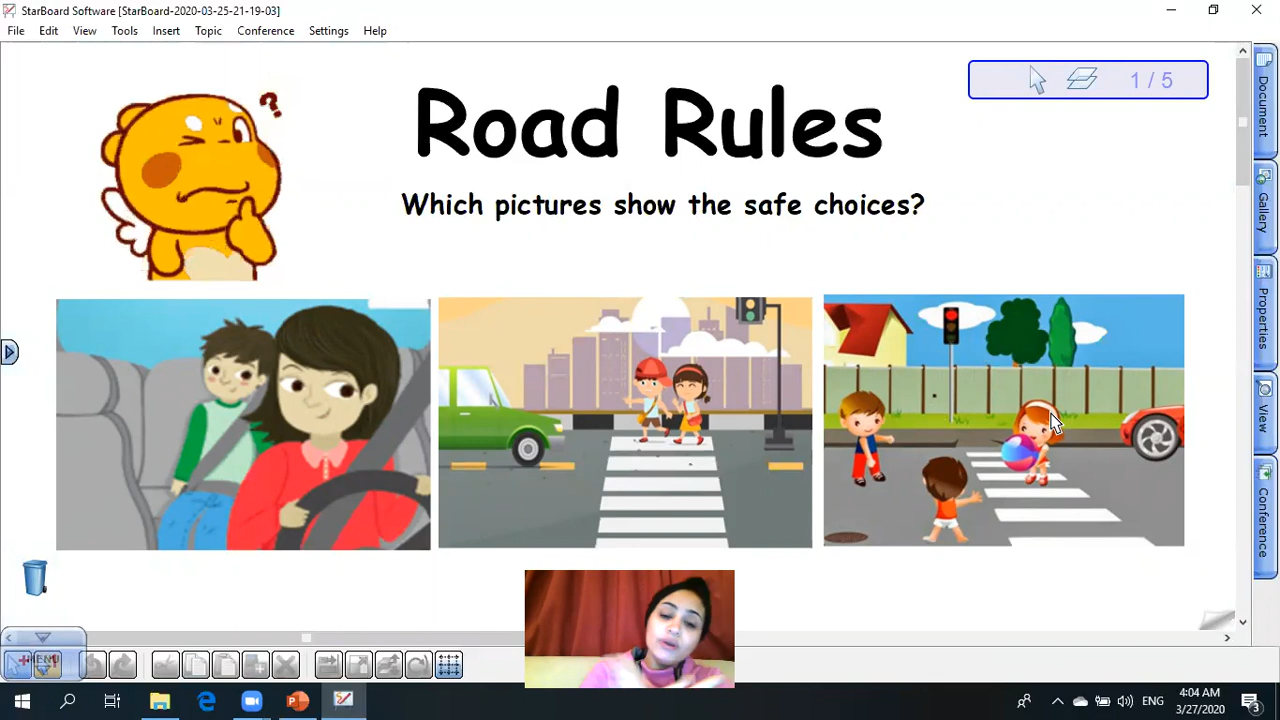 StarBoard Software [StarBoard-2020-03-25-21-19-03]
File Edit View Tools Insert Topic Conference Settings Help
1 / 5
Road Rules
Which pictures show the safe choices?
?
Document
Gallery
Properties
View
Conference
MENU
ENG
4:04 AM
3/27/2020
3